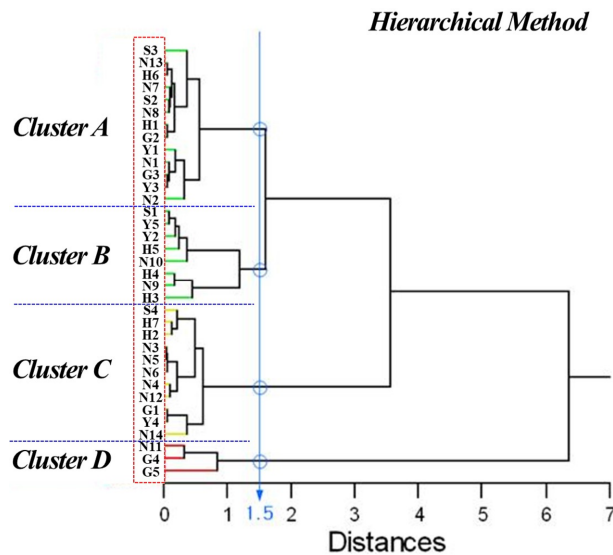 Hierarchical Method
Cluster A
S3
N13
H6
N7
S2
N8
H1
G2
Y1
N1
G3
Y3
N2
Cluster B
S1
Y5
Y2
H5
N10
H4
N9
H3
Cluster C
S4
H7
H2
N3
N5
N6
N4
N12
G1
Y4
N14
Cluster D
N11
G4
G5
0 1 1.5 2 3 4 5 6 7
Distances